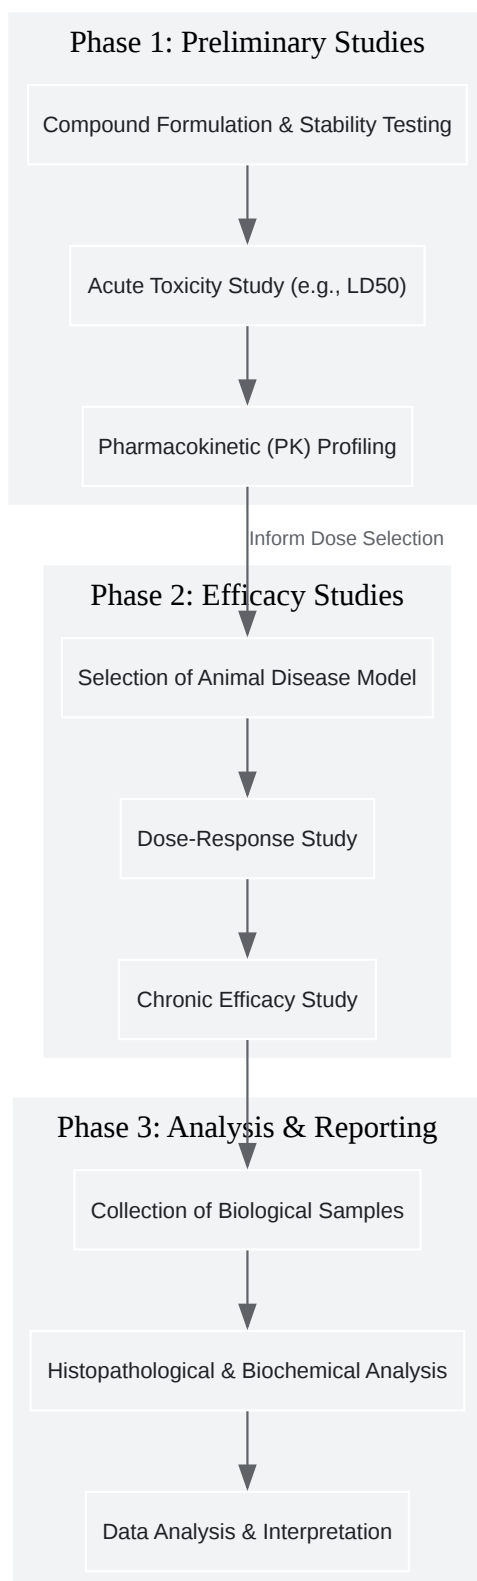 Phase 1: Preliminary Studies
Compound Formulation & Stability Testing
Acute Toxicity Study (e.g., LD50)
Pharmacokinetic (PK) Profiling
Inform Dose Selection
Phase 2: Efficacy Studies
Selection of Animal Disease Model
Dose-Response Study
Chronic Efficacy Study
Phase 3: Analysis & Reporting
Collection of Biological Samples
Histopathological & Biochemical Analysis
Data Analysis & Interpretation